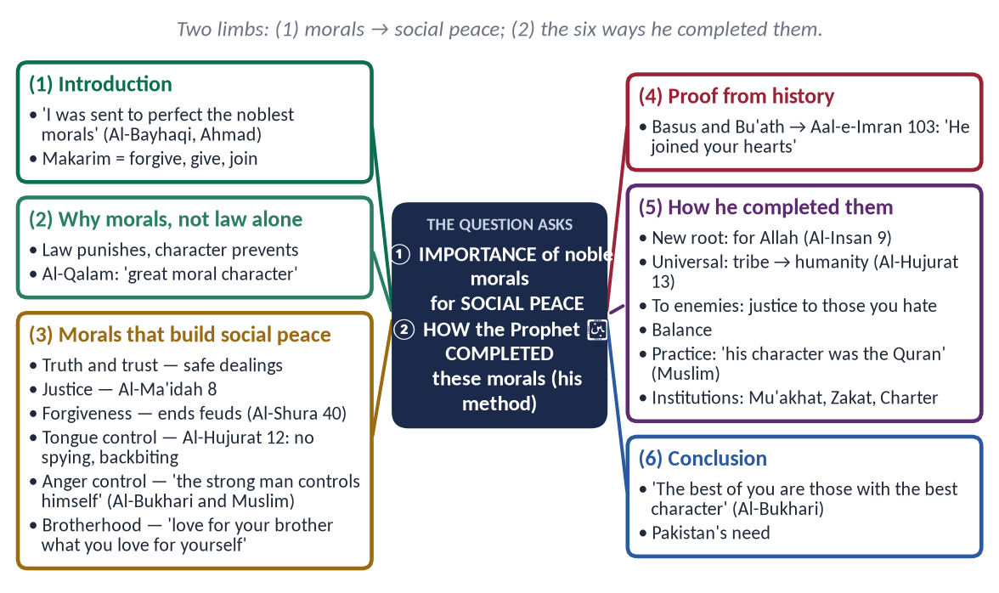 Two limbs: (1) morals → social peace; (2) the six ways he completed them.
(1) Introduction
• 'I was sent to perfect the noblest
morals' (Al-Bayhaqi, Ahmad)
• Makarim = forgive, give, join
(2) Why morals, not law alone
• Law punishes, character prevents
• Al-Qalam: 'great moral character'
(3) Morals that build social peace
• Truth and trust — safe dealings
• Justice — Al-Ma'idah 8
• Forgiveness — ends feuds (Al-Shura 40)
• Tongue control — Al-Hujurat 12: no
spying, backbiting
• Anger control — 'the strong man controls
himself' (Al-Bukhari and Muslim)
• Brotherhood — 'love for your brother
what you love for yourself'
THE QUESTION ASKS
① IMPORTANCE of noble
morals
for SOCIAL PEACE
② HOW the Prophet
COMPLETED
these morals (his
method)
(4) Proof from history
• Basus and Bu'ath → Aal-e-Imran 103: 'He
joined your hearts'
(5) How he completed them
• New root: for Allah (Al-Insan 9)
• Universal: tribe → humanity (Al-Hujurat
13)
• To enemies: justice to those you hate
• Balance
• Practice: 'his character was the Quran'
(Muslim)
• Institutions: Mu'akhat, Zakat, Charter
(6) Conclusion
• 'The best of you are those with the best
character' (Al-Bukhari)
• Pakistan's need